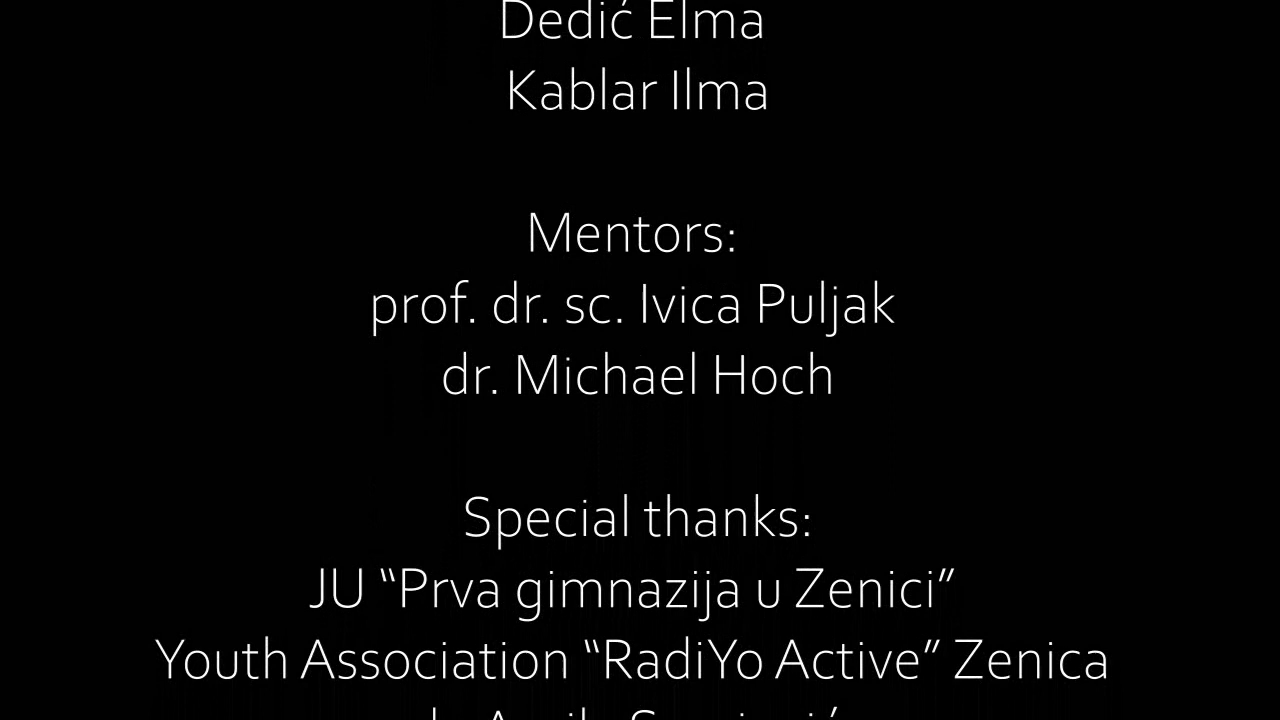 Dedić Elma
Kablar Ilma
Mentors:
prof. dr. sc. Ivica Puljak
dr. Michael Hoch
Special thanks:
JU “Prva gimnazija u Zenici”
Youth Association “RadiYo Active” Zenica